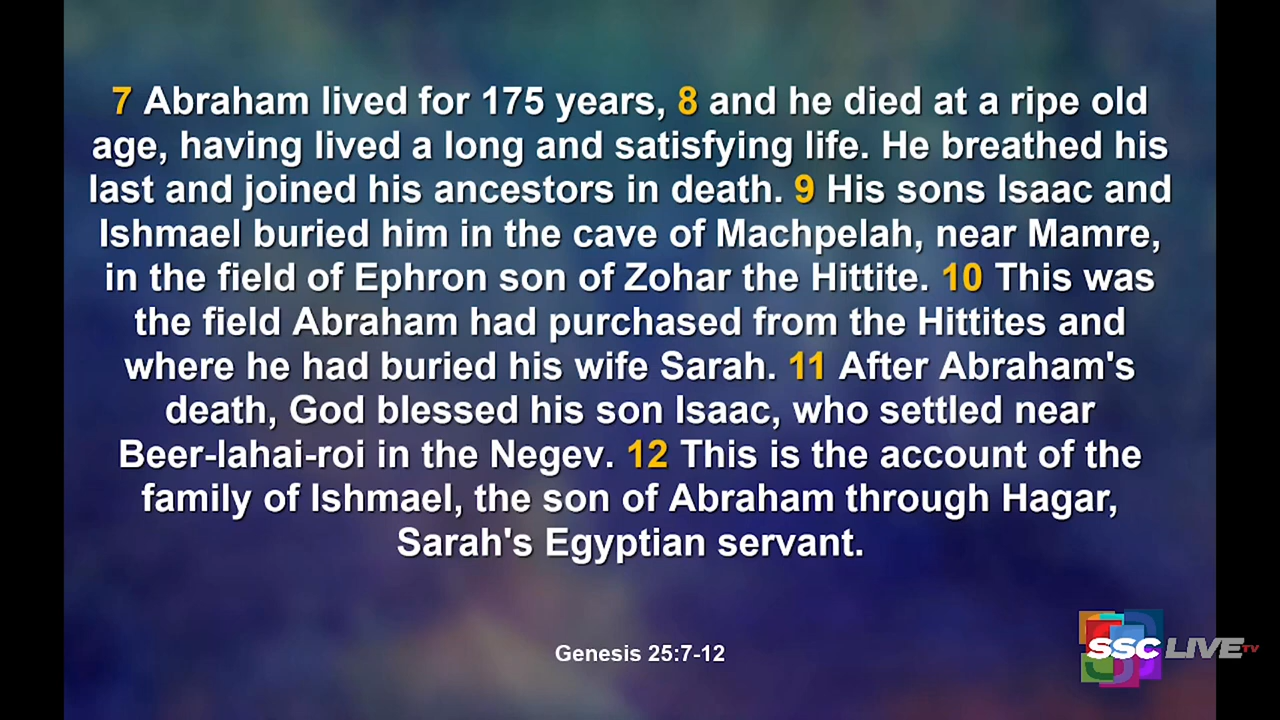 7 Abraham lived for 175 years, 8 and he died at a ripe old
age, having lived a long and satisfying life. He breathed his
last and joined his ancestors in death. 9 His sons Isaac and
Ishmael buried him in the cave of Machpelah, near Mamre,
in the field of Ephron son of Zohar the Hittite. 10 This was
the field Abraham had purchased from the Hittites and
where he had buried his wife Sarah. 11 After Abraham's
death, God blessed his son Isaac, who settled near
Beer-lahai-roi in the Negev. 12 This is the account of the
family of Ishmael, the son of Abraham through Hagar,
Sarah's Egyptian servant.
Genesis 25:7-12
SSC LIVE TV